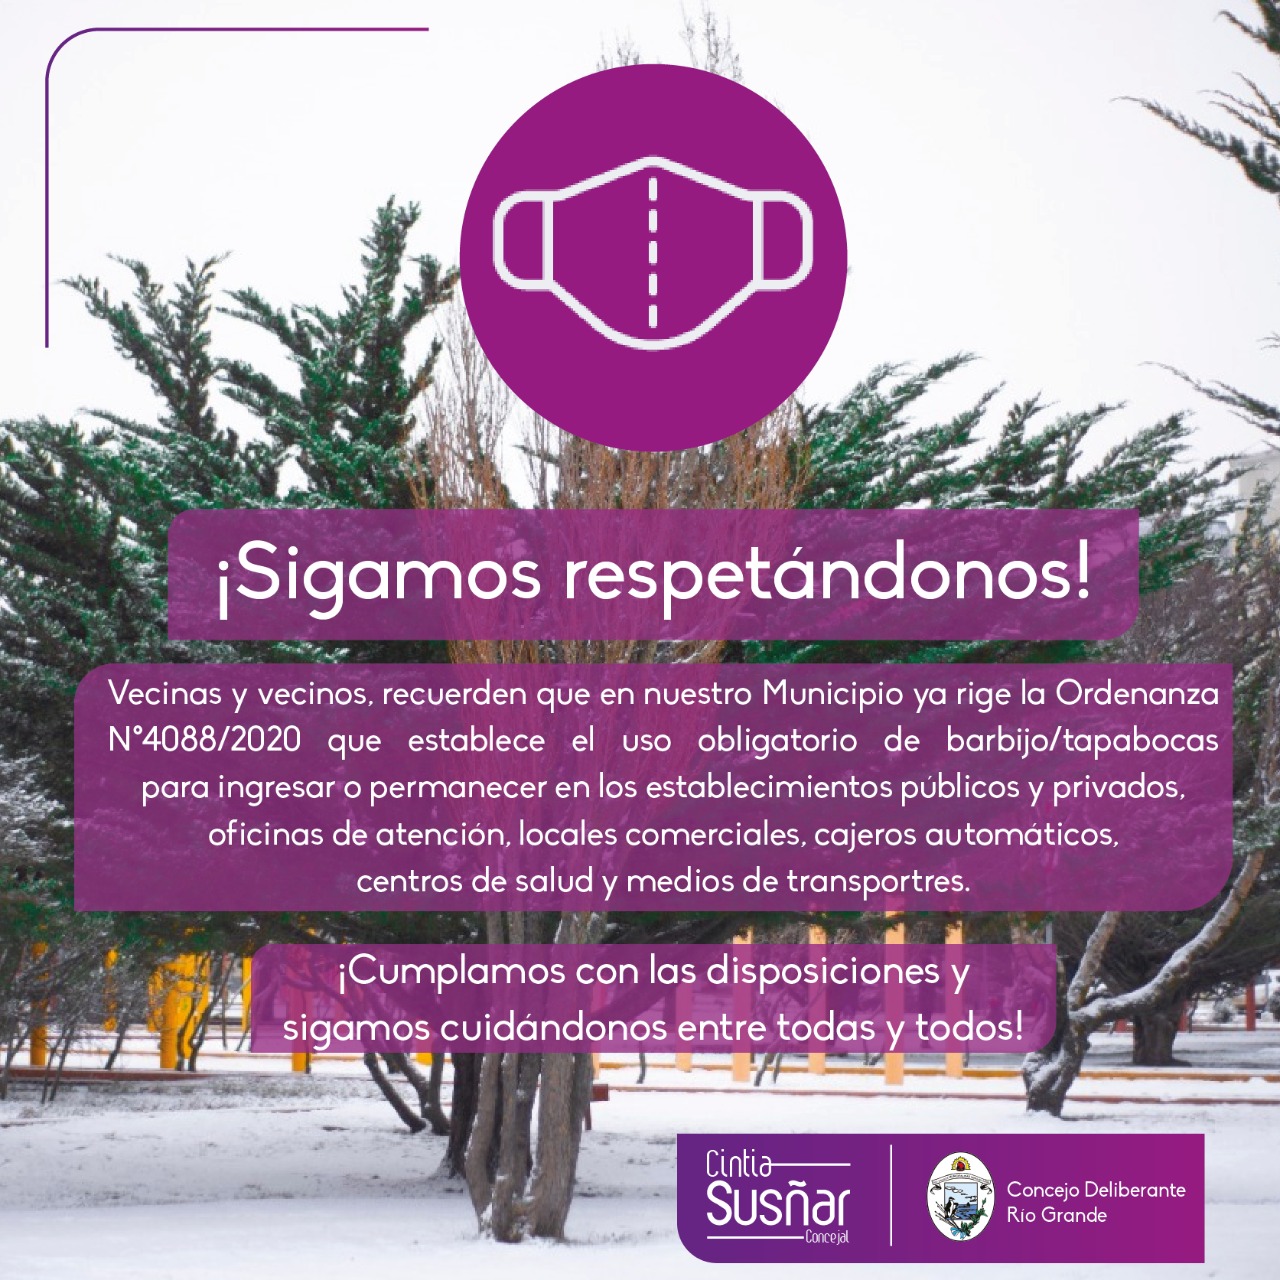 ¡Sigamos respetándonos!
Vecinas y vecinos, recuerden que en nuestro Municipio ya rige la Ordenanza
N°4088/2020 que establece el uso obligatorio de barbijo/tapabocas
para ingresar o permanecer en los establecimientos públicos y privados,
oficinas de atención, locales comerciales, cajeros automáticos,
centros de salud y medios de transportres.
¡Cumplamos con las disposiciones y
sigamos cuidándonos entre todas y todos!
Cintia
Susñar
Concejal
Concejo Deliberante
Río Grande